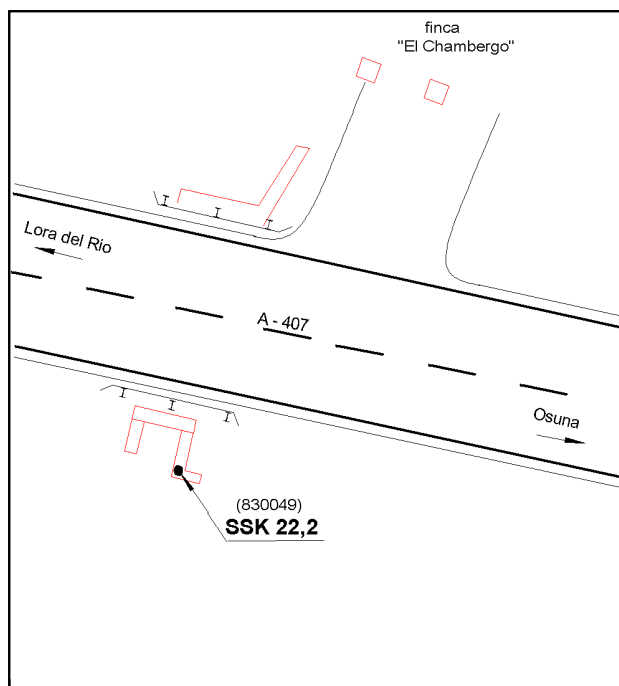 finca
"El Chambergo"
Lora del Rio
A - 407
Osuna
(830049)
SSK 22,2